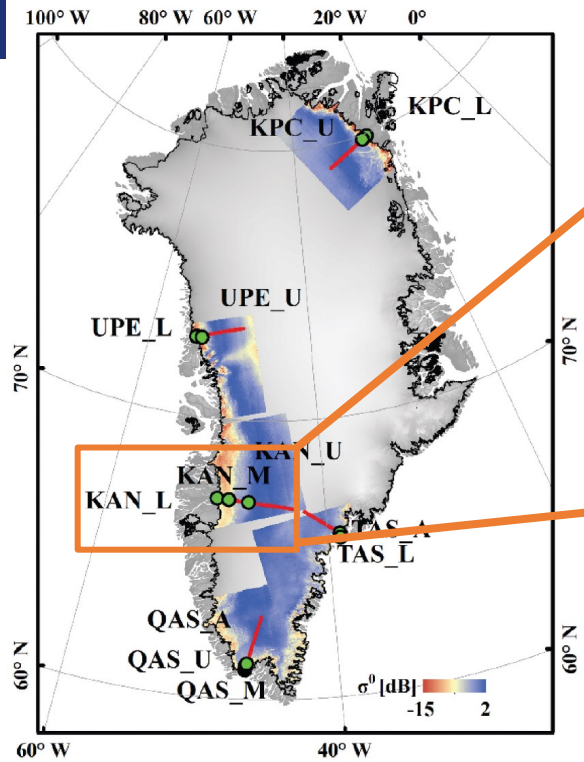 100° W 80° W 60° W 20° W 0°
KPC_L
KPC_U
UPE_U
UPE_L
70° N
70° N
KAN_U
KAN_M
KAN_L
TAS_A
TAS_L
QAS_A
QAS_U
QAS_M
60° N
60° N
σ⁰ [dB]
-15 2
60° W 40° W